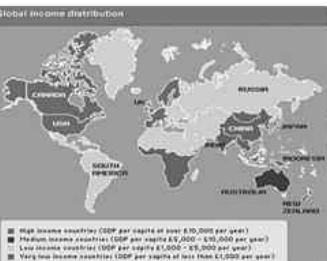 Global income distribution
CANADA
RUSSIA
UK
USA
CHINA
JAPAN
INDIA
SOUTH
AMERICA
INDONESIA
AUSTRALIA
NEW
ZEALAND
High income countries (GDP per capita of over £10,000 per year)
Medium income countries (GDP per capita £5,000 - £10,000 per year)
Low income countries (GDP per capita £1,000 - £5,000 per year)
Very low income countries (GDP per capita of less than £1,000 per year)